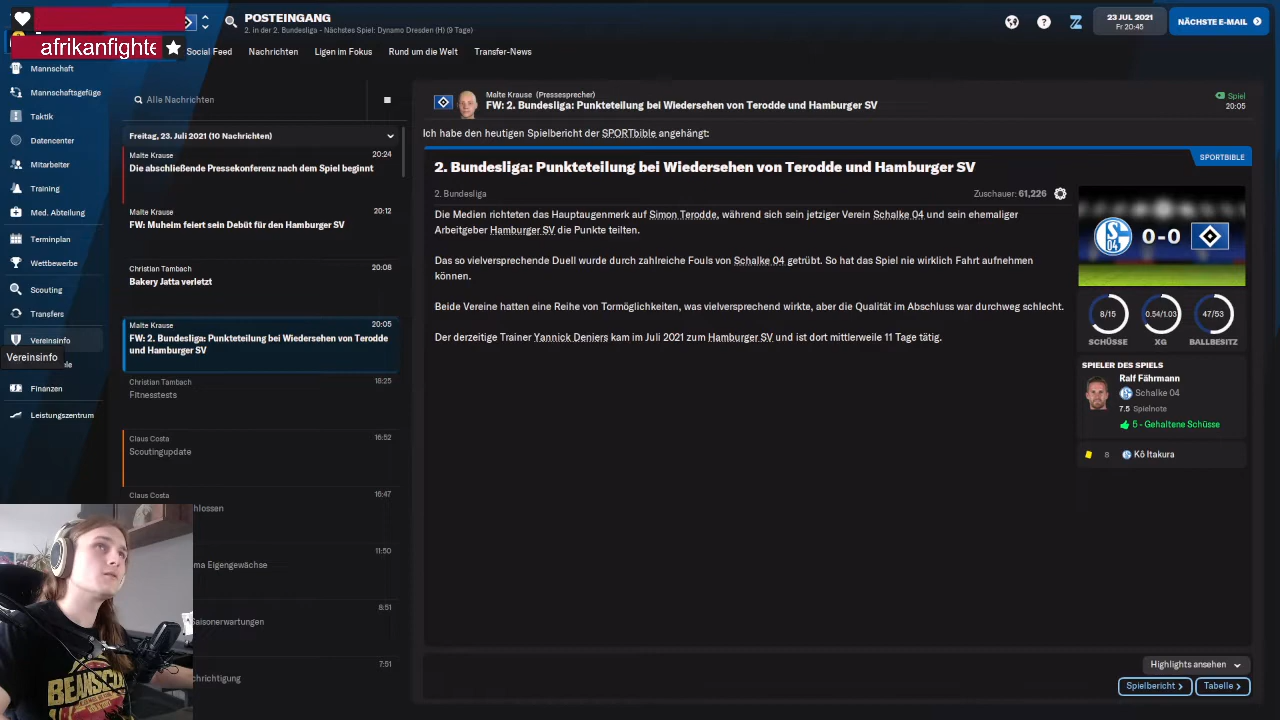 afrikanfighte
POSTEINGANG
2. in der 2. Bundesliga - Nächstes Spiel: Dynamo Dresden (H) (9 Tage)
23 JUL 2021
Fr 20:45
NÄCHSTE E-MAIL
Social Feed
Nachrichten
Ligen im Fokus
Rund um die Welt
Transfer-News
Mannschaft
Mannschaftsgefüge
Taktik
Datencenter
Mitarbeiter
Training
Med. Abteilung
Terminplan
Wettbewerbe
Scouting
Transfers
Vereinsinfo
Vereinsinfo
Finanzen
Leistungszentrum
Alle Nachrichten
Freitag, 23. Juli 2021 (10 Nachrichten)
Malte Krause 20:24
Die abschließende Pressekonferenz nach dem Spiel beginnt
Malte Krause 20:12
FW: Muheim feiert sein Debüt für den Hamburger SV
Christian Tambach 20:08
Bakery Jatta verletzt
Malte Krause 20:05
FW: 2. Bundesliga: Punkteteilung bei Wiedersehen von Terodde
und Hamburger SV
Christian Tambach 18:25
Fitnesstests
Claus Costa 16:52
Scoutingupdate
Claus Costa 16:47
hlossen
11:50
ma Eigengewächse
8:51
Saisonerwartungen
7:51
hrichtigung
Malte Krause (Pressesprecher)
FW: 2. Bundesliga: Punkteteilung bei Wiedersehen von Terodde und Hamburger SV
Spiel
20:05
Ich habe den heutigen Spielbericht der SPORTbible angehängt:
SPORTBIBLE
2. Bundesliga: Punkteteilung bei Wiedersehen von Terodde und Hamburger SV
2. Bundesliga
Zuschauer: 61,226
Die Medien richteten das Hauptaugenmerk auf Simon Terodde, während sich sein jetziger Verein Schalke 04 und sein ehemaliger
Arbeitgeber Hamburger SV die Punkte teilten.
Das so vielversprechende Duell wurde durch zahlreiche Fouls von Schalke 04 getrübt. So hat das Spiel nie wirklich Fahrt aufnehmen
können.
Beide Vereine hatten eine Reihe von Tormöglichkeiten, was vielversprechend wirkte, aber die Qualität im Abschluss war durchweg schlecht.
Der derzeitige Trainer Yannick Deniers kam im Juli 2021 zum Hamburger SV und ist dort mittlerweile 11 Tage tätig.
0-0
8/15
0.54/1.03
47/53
SCHÜSSE
XG
BALLBESITZ
SPIELER DES SPIELS
Ralf Fährmann
Schalke 04
7.5 Spielnote
5 - Gehaltene Schüsse
8 Kô Itakura
Highlights ansehen
Spielbericht
Tabelle
BEANSCO